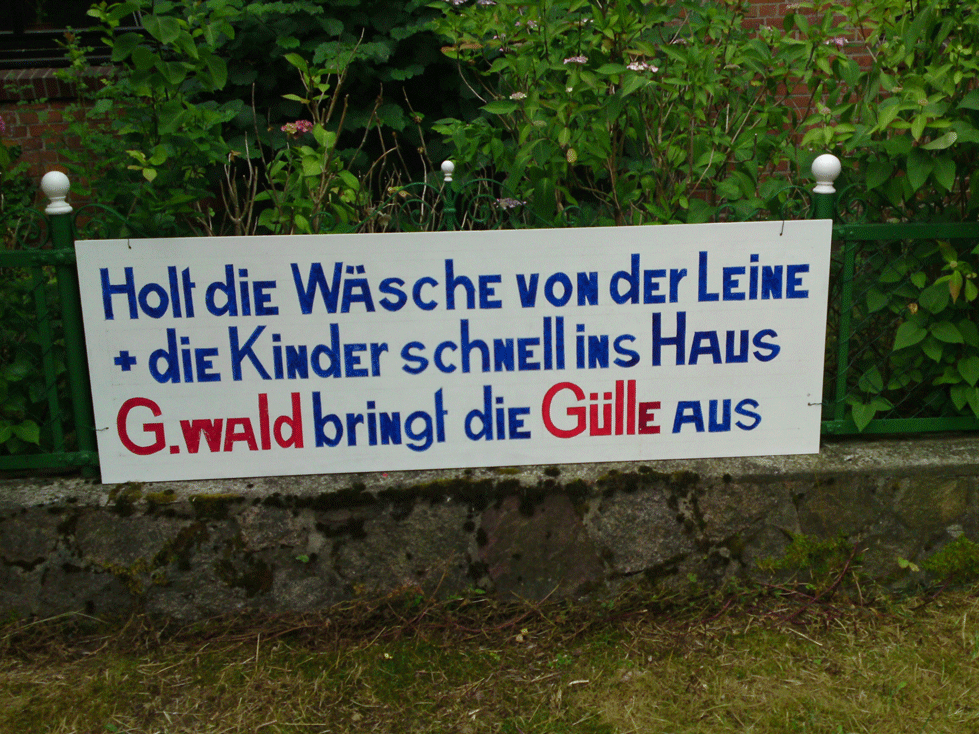 Holt die Wäsche von der Leine
+ die Kinder schnell ins Haus
G.wald bringt die Gülle aus